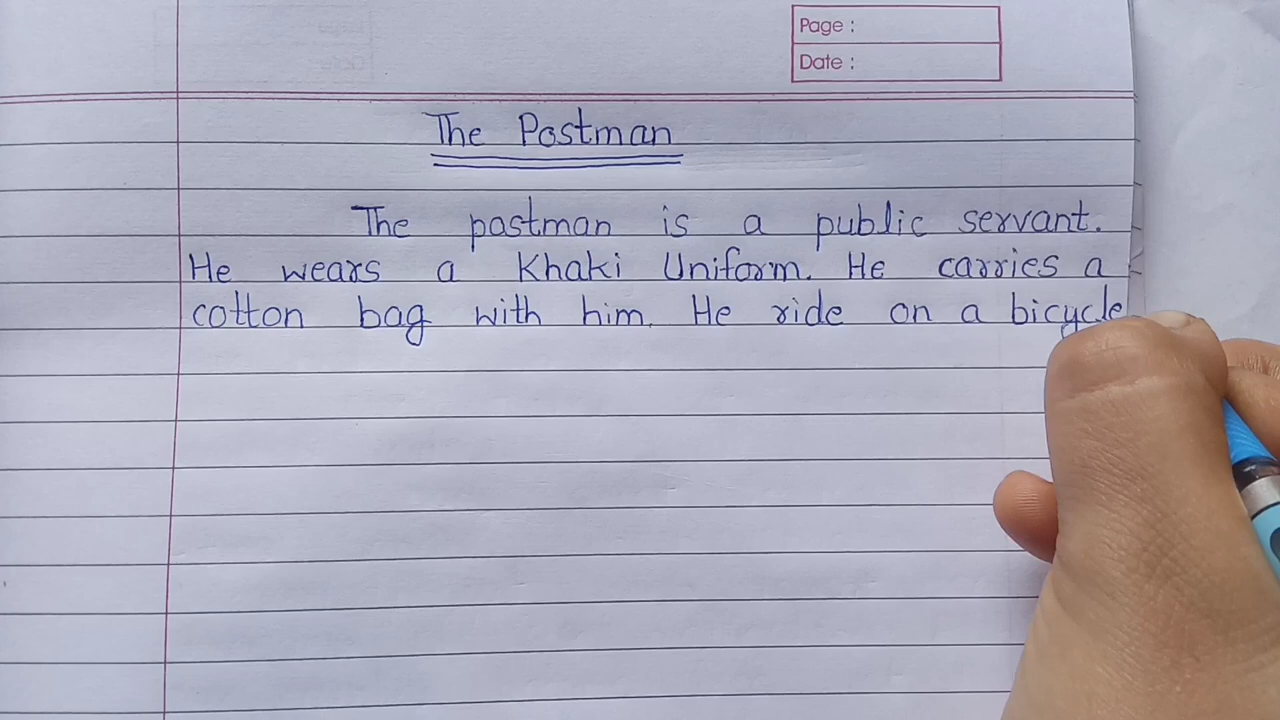 Page :
Date :
The Postman
The postman is a public servant.
He wears a Khaki Uniform. He carries a
cotton bag with him. He ride on a bicycle